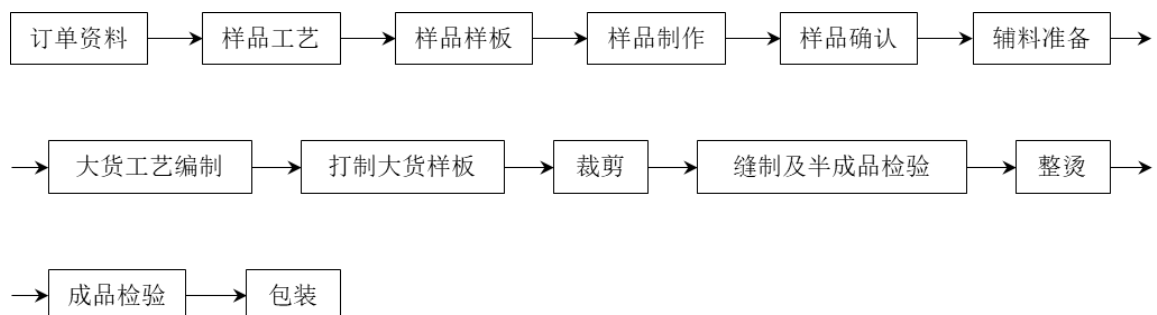 订单资料 样品工艺 样品样板 样品制作 样品确认 辅料准备
大货工艺编制 打制大货样板 裁剪 缝制及半成品检验 整烫
成品检验 包装